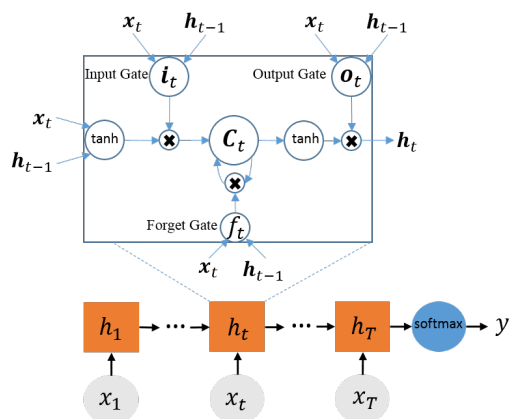 x_t h_{t-1} x_t h_{t-1}
Input Gate i_t Output Gate o_t
x_t
tanh × C_t tanh × h_t
h_{t-1}
×
Forget Gate f_t
x_t h_{t-1}
h_1 ··· h_t ··· h_T softmax y
x_1 x_t x_T